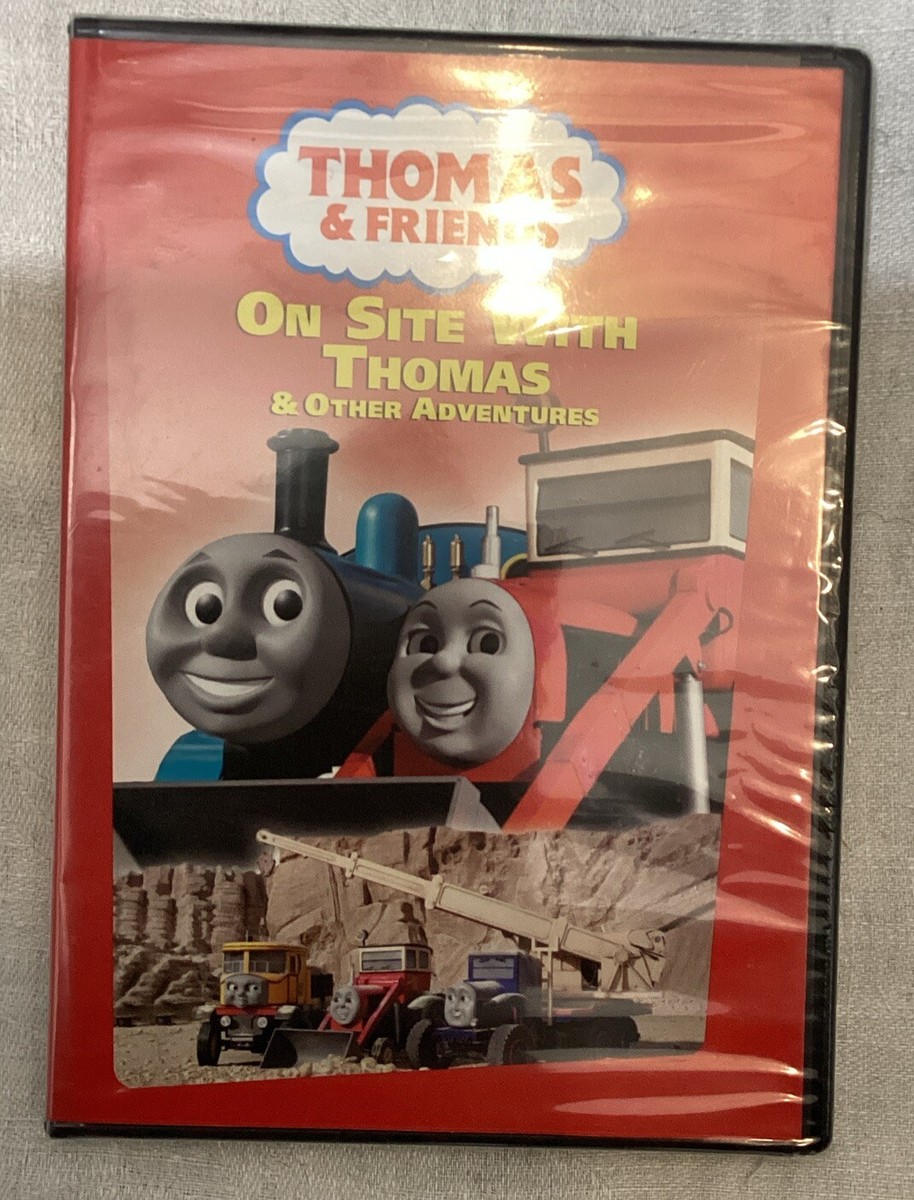 THOMAS
& FRIENDS
ON SITE WITH
THOMAS
& OTHER ADVENTURES